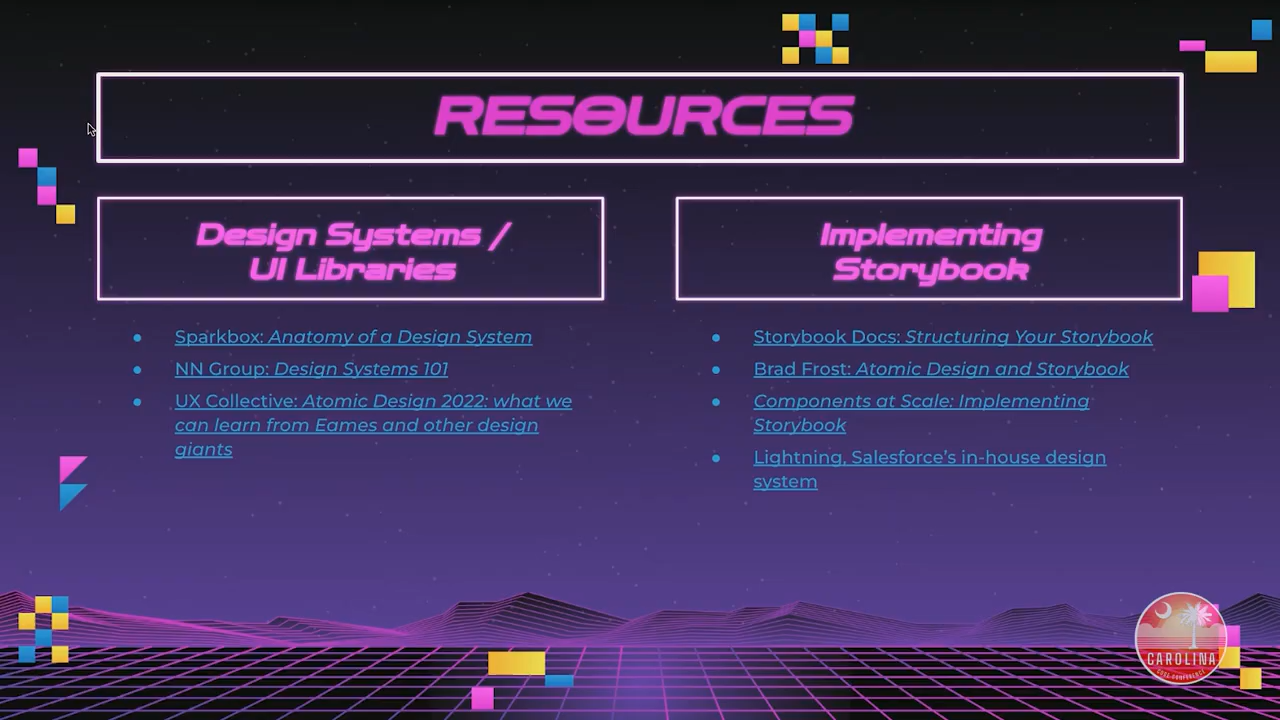 RESOURCES
Design Systems /
UI Libraries
● Sparkbox: Anatomy of a Design System
● NN Group: Design Systems 101
● UX Collective: Atomic Design 2022: what we
can learn from Eames and other design
giants
Implementing
Storybook
● Storybook Docs: Structuring Your Storybook
● Brad Frost: Atomic Design and Storybook
● Components at Scale: Implementing
Storybook
● Lightning, Salesforce’s in-house design
system
CAROLINA
CODE CONFERENCE